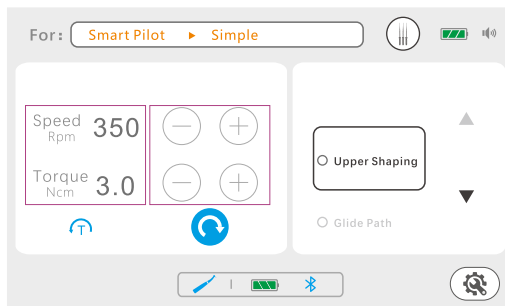 For: Smart Pilot ▶ Simple
Speed 350
Rpm
Torque 3.0
Ncm
T
Upper Shaping
Glide Path